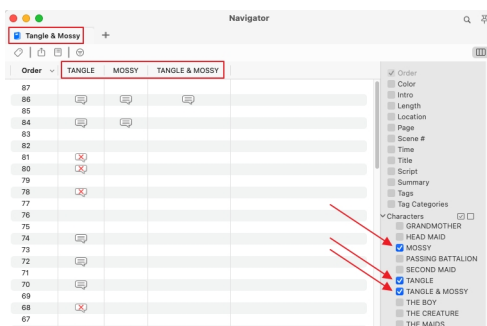 Navigator
Tangle & Mossy
+
Order TANGLE MOSSY TANGLE & MOSSY
87
86
85
84
83
82
81
80
79
78
77
76
75
74
73
72
71
70
69
68
67
Order
Color
Intro
Length
Location
Page
Scene #
Time
Title
Script
Summary
Tags
Tag Categories
Characters
GRANDMOTHER
HEAD MAID
MOSSY
PASSING BATTALION
SECOND MAID
TANGLE
TANGLE & MOSSY
THE BOY
THE CREATURE
THE MAIDS